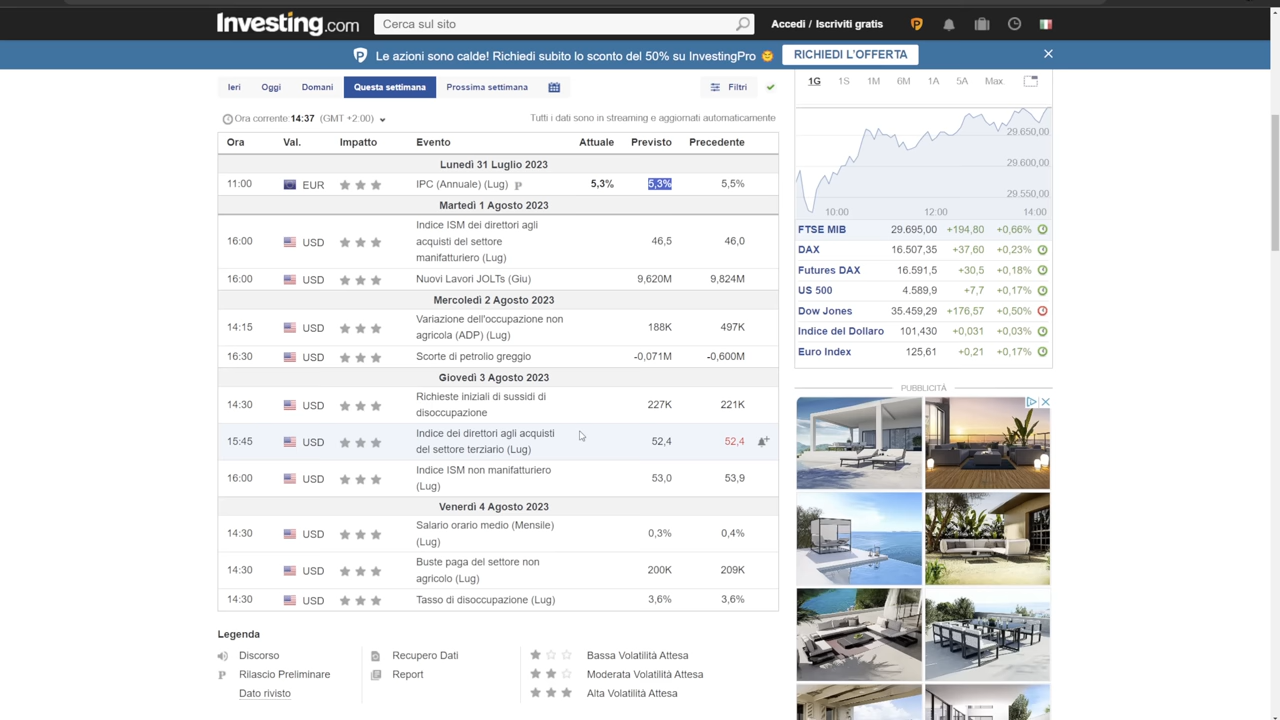 Investing.com
Cerca sul sito
Accedi / Iscriviti gratis
Le azioni sono calde! Richiedi subito lo sconto del 50% su InvestingPro
RICHIEDI L'OFFERTA
Ieri Oggi Domani Questa settimana Prossima settimana Filtri
Ora corrente: 14:37 (GMT +2:00)
Tutti i dati sono in streaming e aggiornati automaticamente
Ora Val. Impatto Evento Attuale Previsto Precedente
Lunedì 31 Luglio 2023
11:00 EUR IPC (Annuale) (Lug) P 5,3% 5,3% 5,5%
Martedì 1 Agosto 2023
16:00 USD Indice ISM dei direttori agli
acquisti del settore
manifatturiero (Lug) 46,5 46,0
16:00 USD Nuovi Lavori JOLTs (Giu) 9,620M 9,824M
Mercoledì 2 Agosto 2023
14:15 USD Variazione dell'occupazione non
agricola (ADP) (Lug) 188K 497K
16:30 USD Scorte di petrolio greggio -0,071M -0,600M
Giovedì 3 Agosto 2023
14:30 USD Richieste iniziali di sussidi di
disoccupazione 227K 221K
15:45 USD Indice dei direttori agli acquisti
del settore terziario (Lug) 52,4 52,4
16:00 USD Indice ISM non manifatturiero
(Lug) 53,0 53,9
Venerdì 4 Agosto 2023
14:30 USD Salario orario medio (Mensile)
(Lug) 0,3% 0,4%
14:30 USD Buste paga del settore non
agricolo (Lug) 200K 209K
14:30 USD Tasso di disoccupazione (Lug) 3,6% 3,6%
Legenda
Discorso
P Rilascio Preliminare
Dato rivisto
Recupero Dati
Report
Bassa Volatilità Attesa
Moderata Volatilità Attesa
Alta Volatilità Attesa
1G 1S 1M 6M 1A 5A Max.
29.650,00
29.600,00
29.550,00
10:00 12:00 14:00
FTSE MIB 29.695,00 +194,80 +0,66%
DAX 16.507,35 +37,60 +0,23%
Futures DAX 16.591,5 +30,5 +0,18%
US 500 4.589,9 +7,7 +0,17%
Dow Jones 35.459,29 +176,57 +0,50%
Indice del Dollaro 101,430 +0,031 +0,03%
Euro Index 125,61 +0,21 +0,17%
PUBBLICITÀ